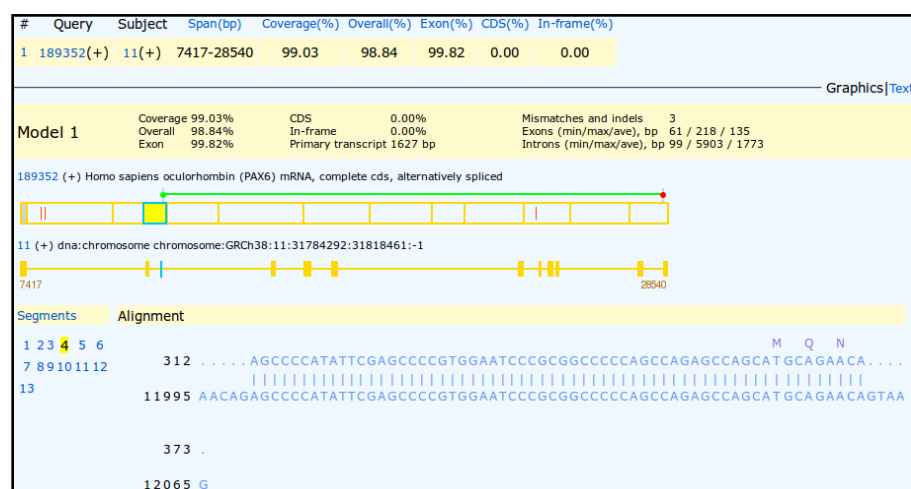 # Query Subject Span(bp) Coverage(%) Overall(%) Exon(%) CDS(%) In-frame(%)
1 189352(+) 11(+) 7417-28540 99.03 98.84 99.82 0.00 0.00
Graphics|Text
Model 1
Coverage 99.03% CDS 0.00% Mismatches and indels 3
Overall 98.84% In-frame 0.00% Exons (min/max/ave), bp 61 / 218 / 135
Exon 99.82% Primary transcript 1627 bp Introns (min/max/ave), bp 99 / 5903 / 1773
189352 (+) Homo sapiens oculorhombin (PAX6) mRNA, complete cds, alternatively spliced
11 (+) dna:chromosome chromosome:GRCh38:11:31784292:31818461:-1
7417 28540
Segments Alignment
1 2 3 4 5 6
7 8 9 10 11 12
13
M Q N
312 . . . . . AGCCCCATATTCGAGCCCCGTGGAATCCCGCGGCCCCCAGCCAGAGCCAGCATGCAGAACA . . . .
11995 AACAGAGCCCCATATTCGAGCCCCGTGGAATCCCGCGGCCCCCAGCCAGAGCCAGCATGCAGAACAGTAA
373 .
12065 G